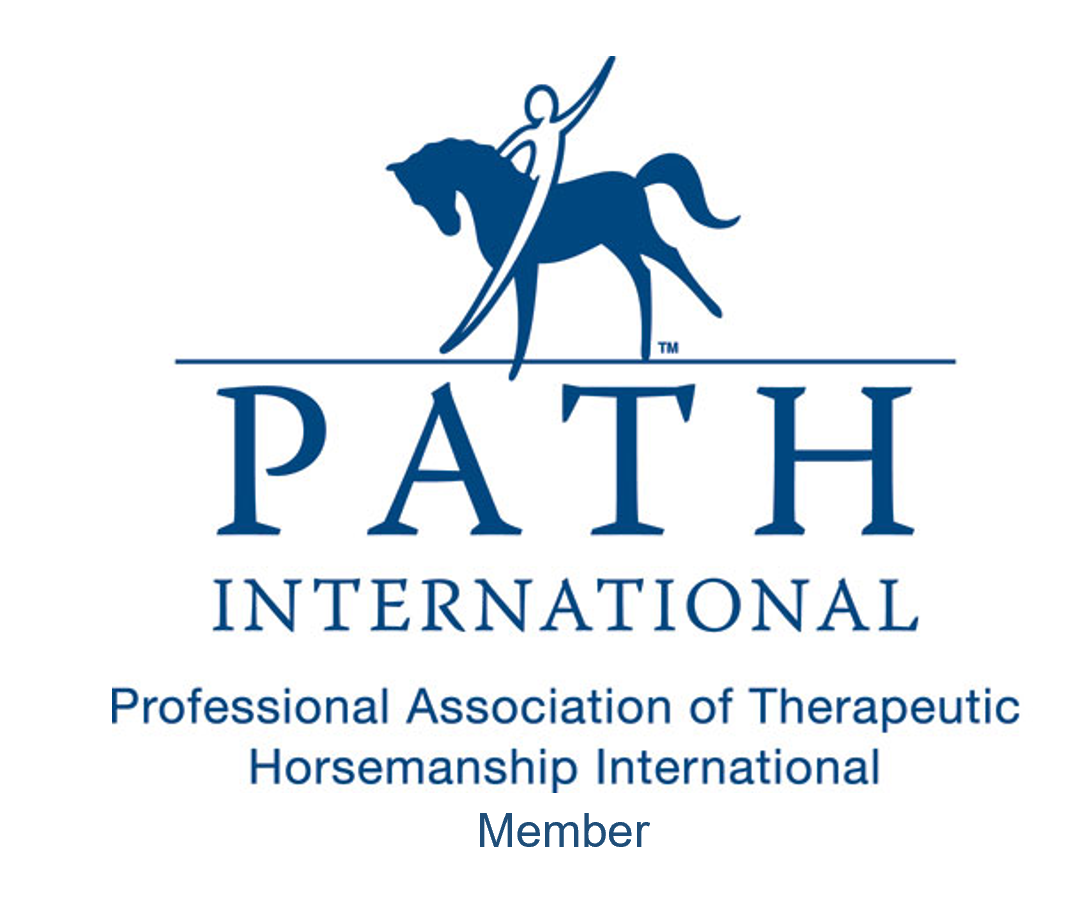 TM
PATH
INTERNATIONAL
Professional Association of Therapeutic
Horsemanship International
Member